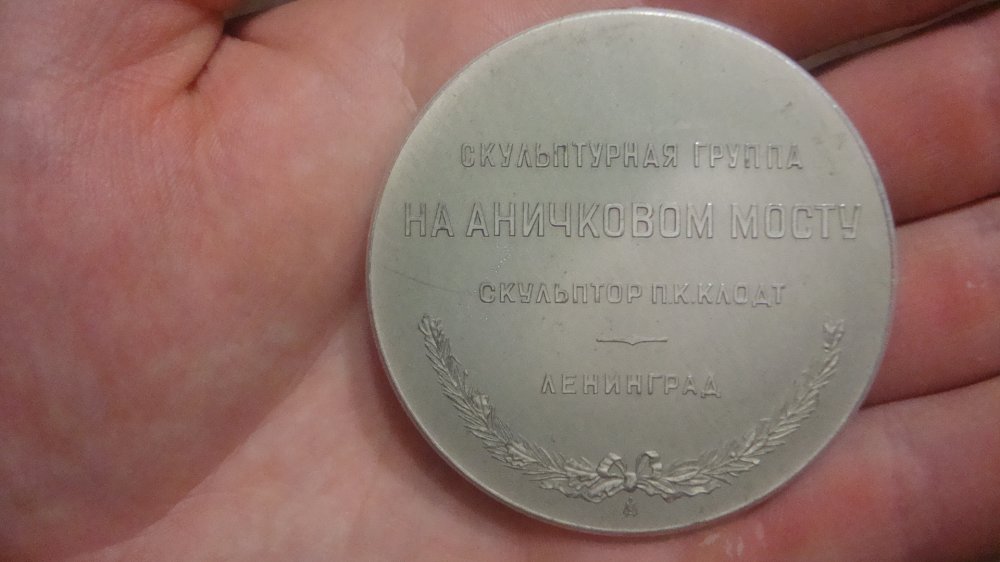 СКУЛЬПТУРНАЯ ГРУППА
НА АНИЧКОВОМ МОСТУ
СКУЛЬПТОР П.К.КЛОДТ
ЛЕНИНГРАД